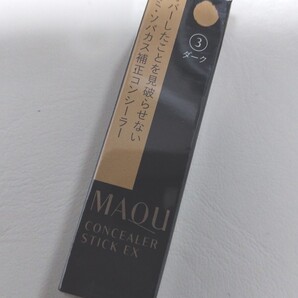 バーしたことを見破らせない
ミ・ソバカス補正コンシーラー
3
ダーク
MAQU
CONCEALER
STICK EX